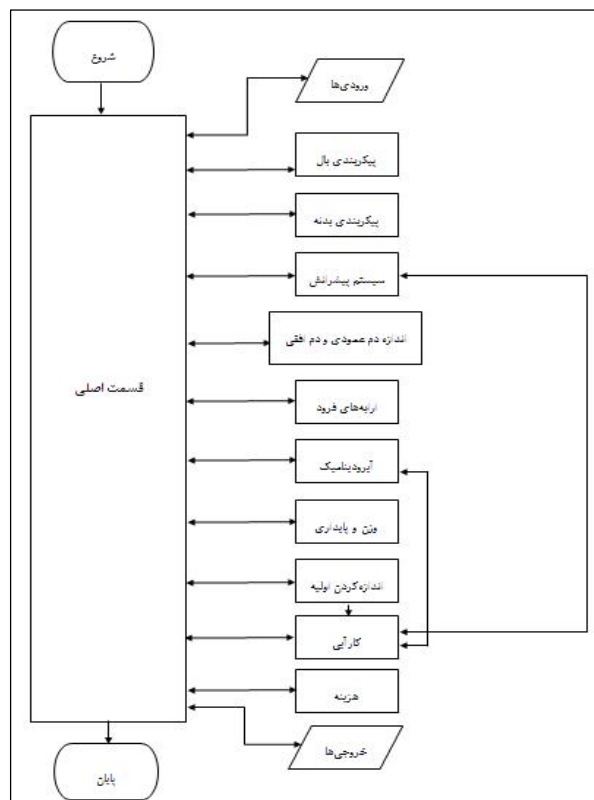 شروع
ورودی‌ها
پیکربندی بال
پیکربندی بدنه
سیستم پیشرانش
اندازه دم عمودی و دم افقی
قسمت اصلی
ارابه‌های فرود
آیرودینامیک
وزن و پایداری
اندازه‌کردن اولیه
کارآیی
هزینه
خروجی‌ها
پایان